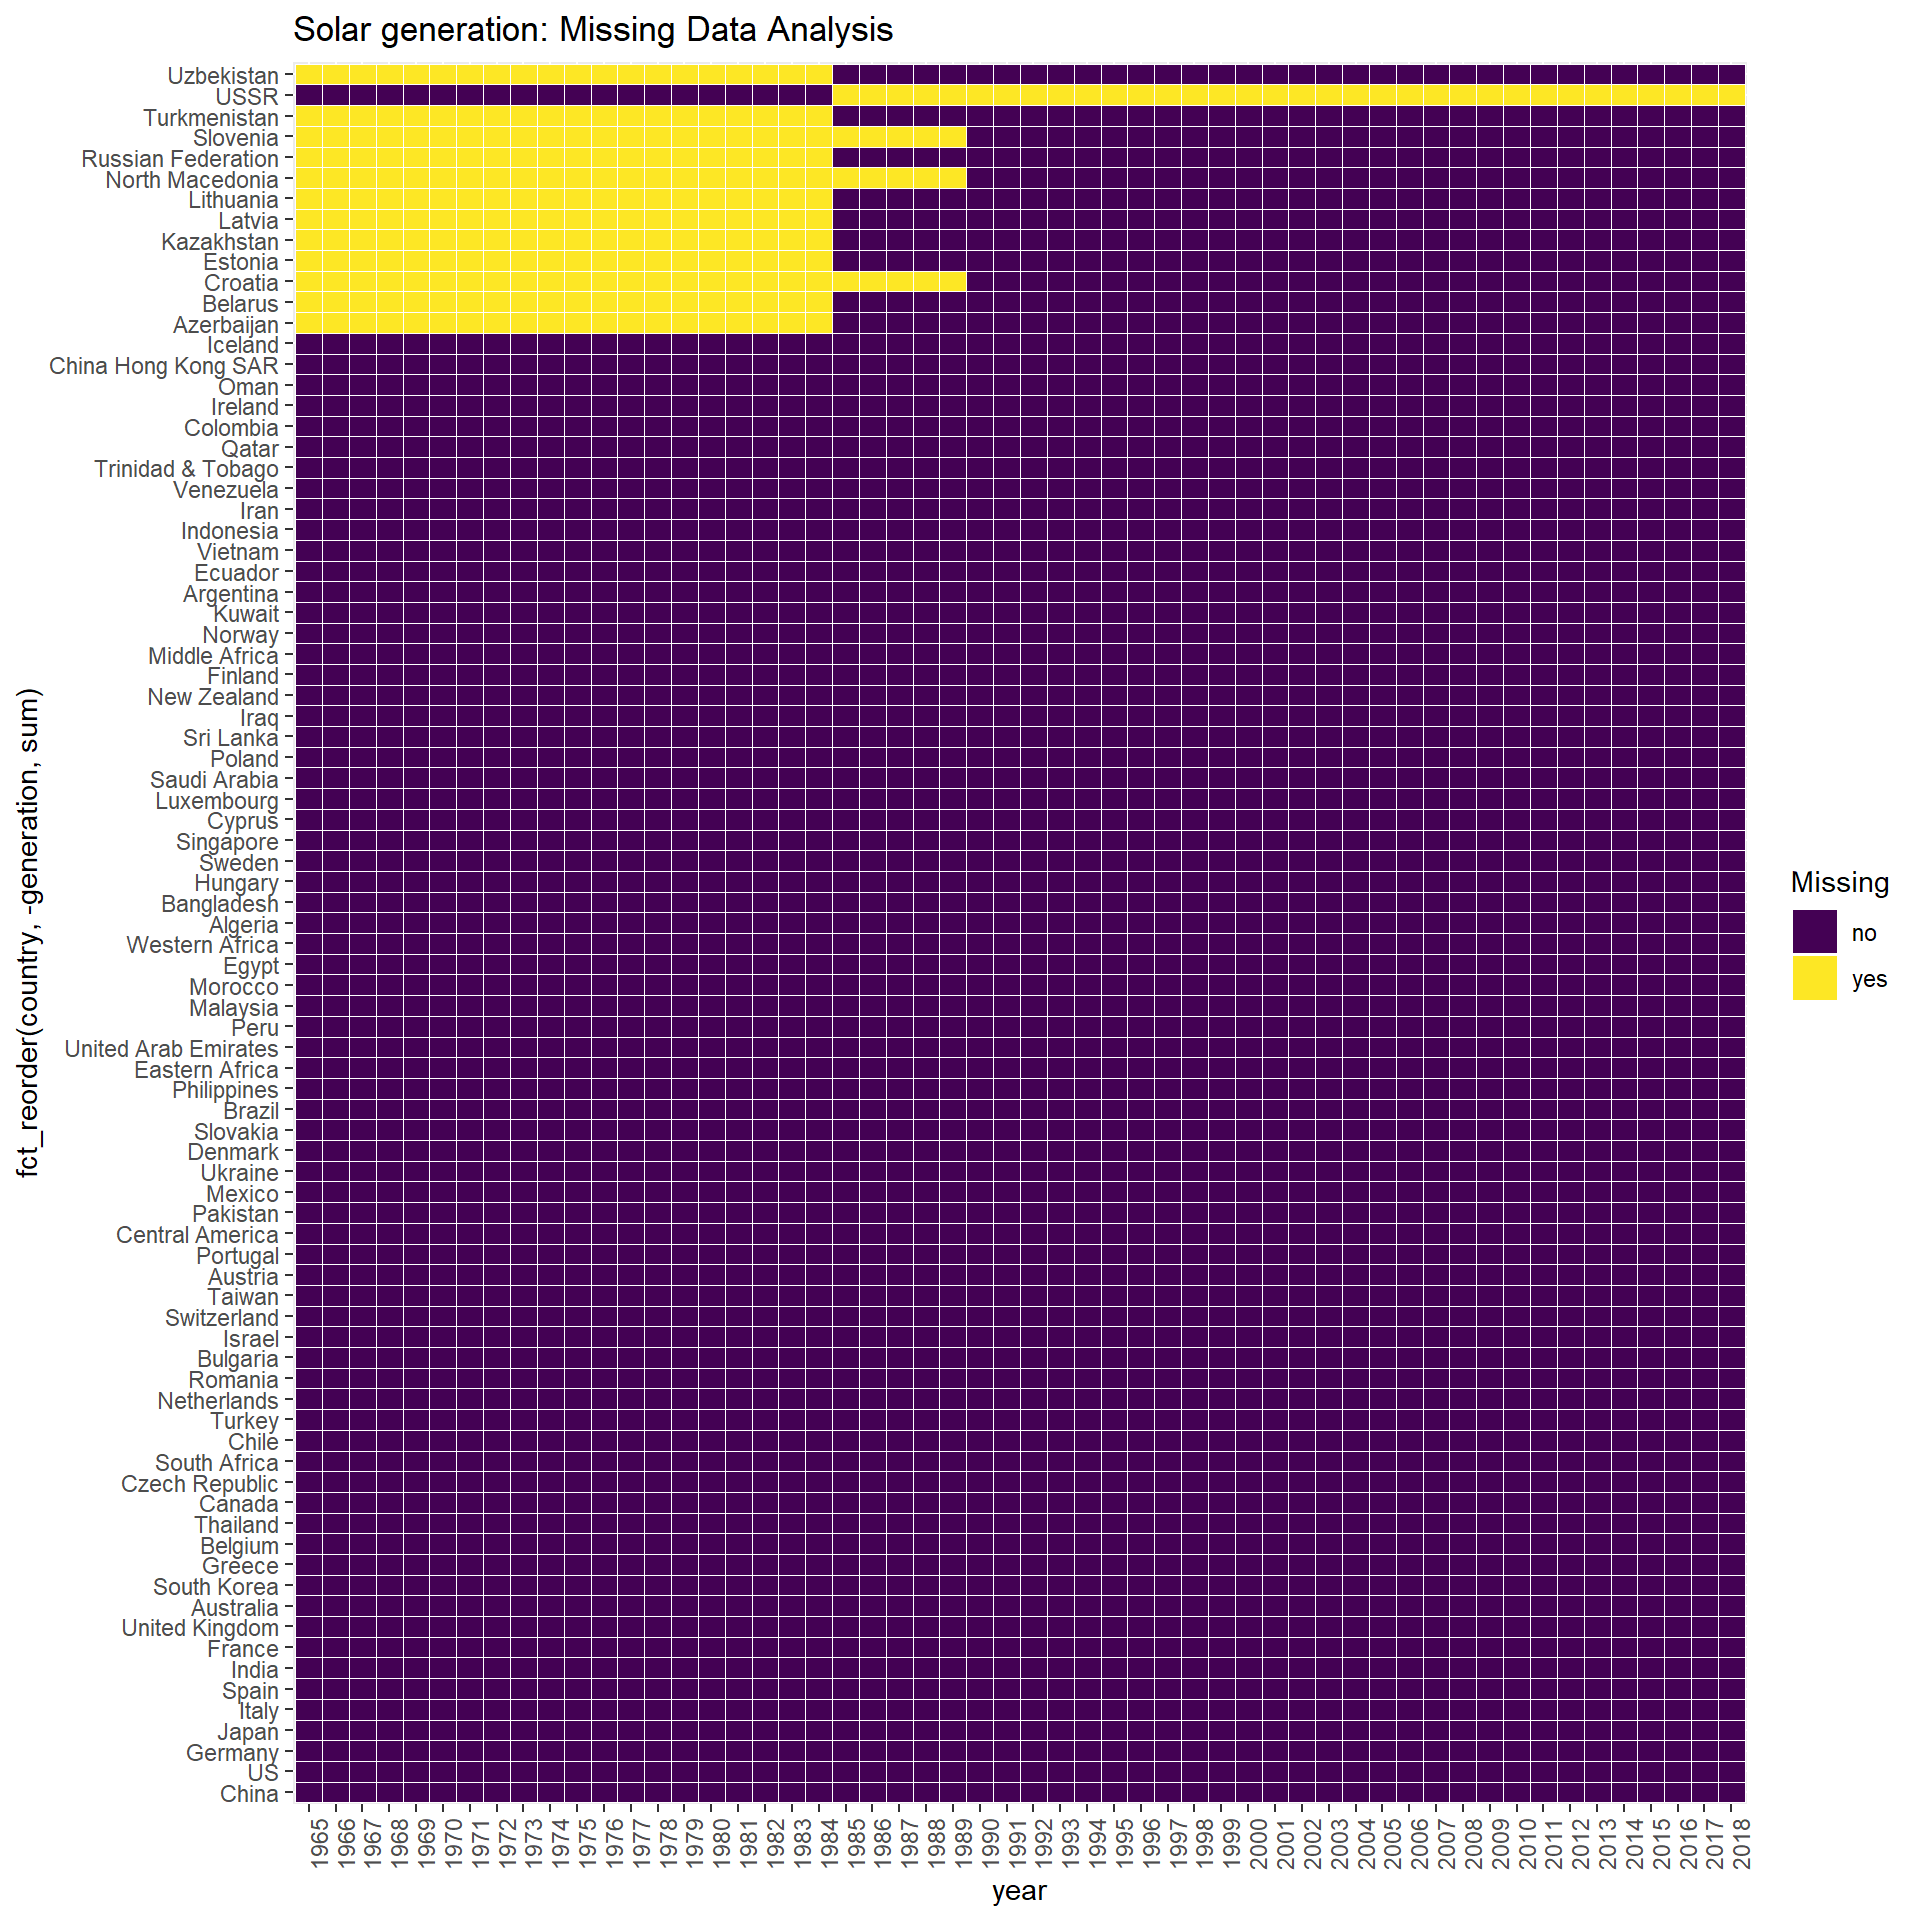 Solar generation: Missing Data Analysis
Uzbekistan
USSR
Turkmenistan
Slovenia
Russian Federation
North Macedonia
Lithuania
Latvia
Kazakhstan
Estonia
Croatia
Belarus
Azerbaijan
Iceland
China Hong Kong SAR
Oman
Ireland
Colombia
Qatar
Trinidad & Tobago
Venezuela
Iran
Indonesia
Vietnam
Ecuador
Argentina
Kuwait
Norway
Middle Africa
Finland
New Zealand
Iraq
Sri Lanka
Poland
Saudi Arabia
Luxembourg
Cyprus
Singapore
Sweden
Hungary
Bangladesh
Algeria
Western Africa
Egypt
Morocco
Malaysia
Peru
United Arab Emirates
Eastern Africa
Philippines
Brazil
Slovakia
Denmark
Ukraine
Mexico
Pakistan
Central America
Portugal
Austria
Taiwan
Switzerland
Israel
Bulgaria
Romania
Netherlands
Turkey
Chile
South Africa
Czech Republic
Canada
Thailand
Belgium
Greece
South Korea
Australia
United Kingdom
France
India
Spain
Italy
Japan
Germany
US
China
fct_reorder(country, -generation, sum)
1965
1966
1967
1968
1969
1970
1971
1972
1973
1974
1975
1976
1977
1978
1979
1980
1981
1982
1983
1984
1985
1986
1987
1988
1989
1990
1991
1992
1993
1994
1995
1996
1997
1998
1999
2000
2001
2002
2003
2004
2005
2006
2007
2008
2009
2010
2011
2012
2013
2014
2015
2016
2017
2018
year
Missing
no
yes